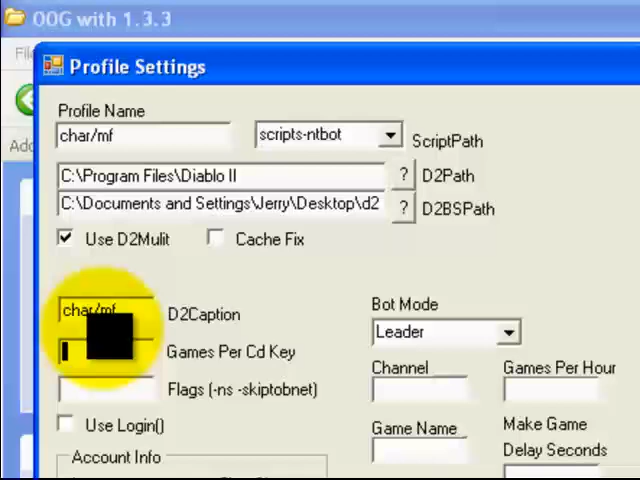 OOG with 1.3.3
Profile Settings
Profile Name
char/mf
scripts-ntbot
ScriptPath
C:\Program Files\Diablo II
?
D2Path
C:\Documents and Settings\Jerry\Desktop\d2
?
D2BSPath
Use D2Mulit
Cache Fix
char/mf
D2Caption
Bot Mode
Leader
Games Per Cd Key
Channel
Games Per Hour
Flags (-ns -skiptobnet)
Use Login()
Game Name
Make Game
Delay Seconds
Account Info